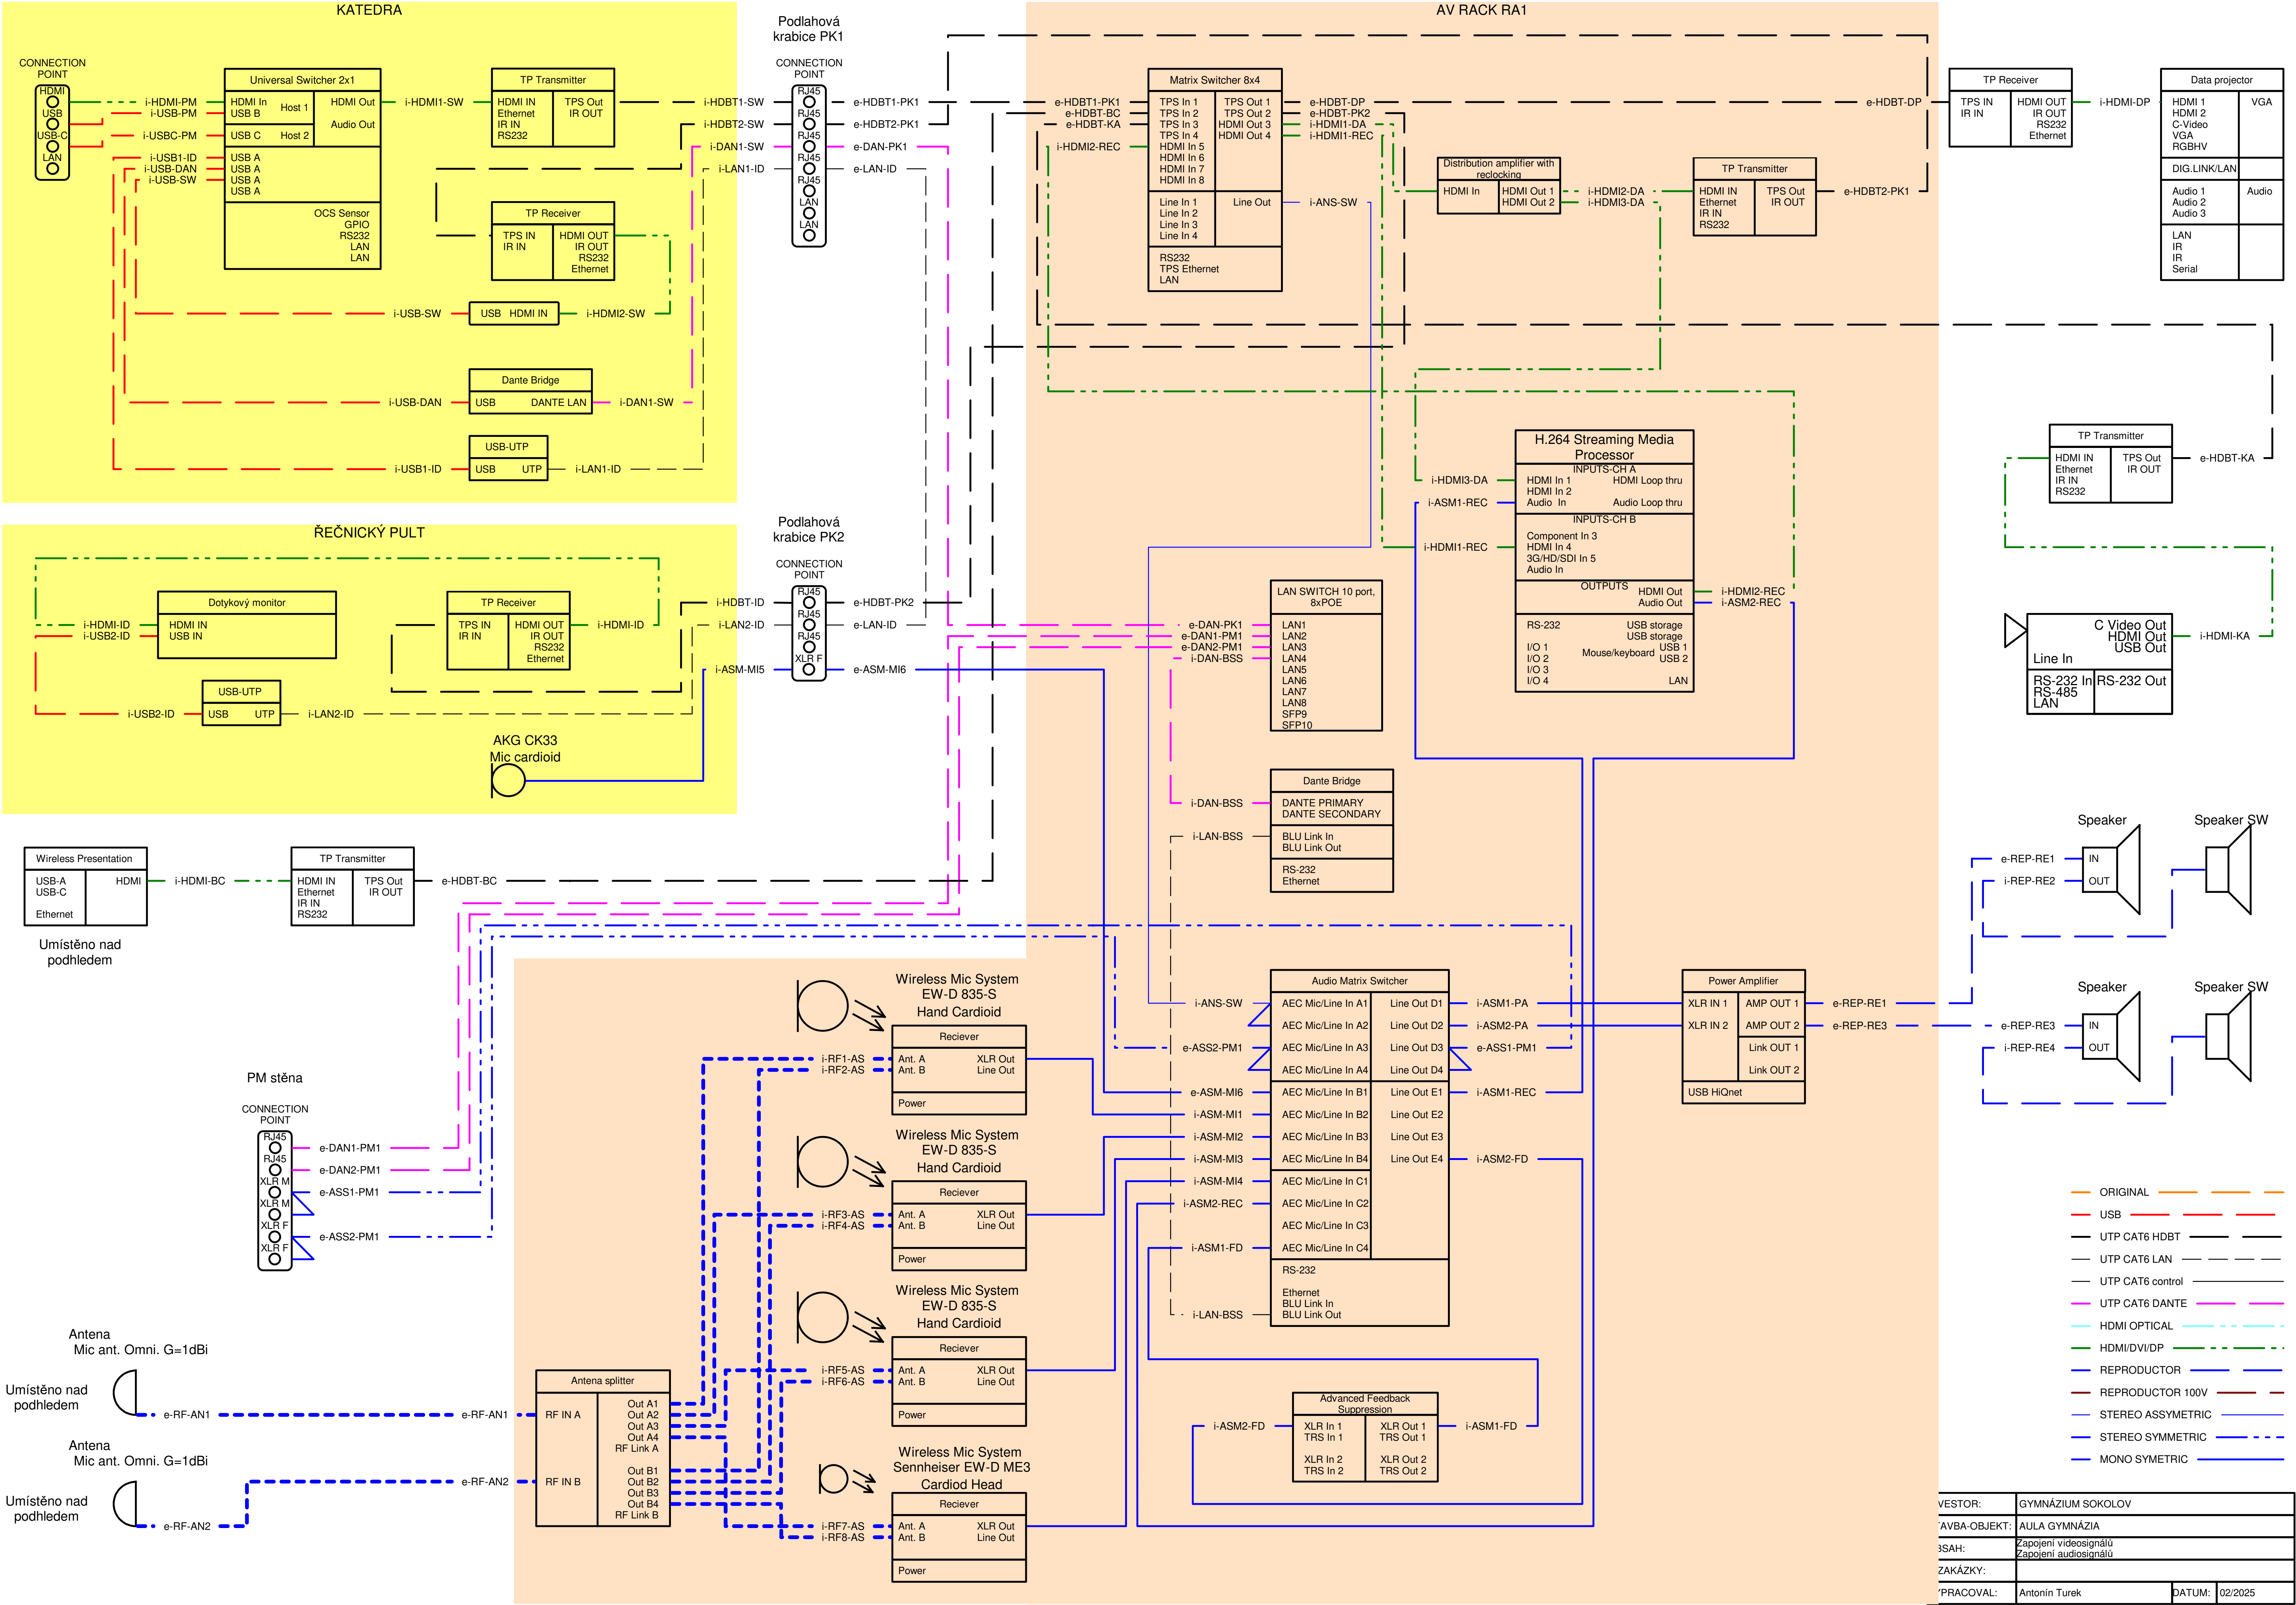 KATEDRA
CONNECTION
POINT
HDMI
USB
USB-C
LAN
i-HDMI-PM
i-USB-PM
i-USBC-PM
i-USB1-ID
i-USB-DAN
i-USB-SW
Universal Switcher 2x1
HDMI In
USB B
Host 1
HDMI Out
Audio Out
USB C
Host 2
USB A
USB A
USB A
USB A
OCS Sensor
GPIO
RS232
LAN
LAN
i-HDMI1-SW
TP Transmitter
HDMI IN
Ethernet
IR IN
RS232
TPS Out
IR OUT
TP Receiver
TPS IN
IR IN
HDMI OUT
IR OUT
RS232
Ethernet
i-USB-SW
USB HDMI IN
i-HDMI2-SW
Dante Bridge
i-USB-DAN
USB
DANTE LAN
i-DAN1-SW
USB-UTP
i-USB1-ID
USB
UTP
i-LAN1-ID
Podlahová
krabice PK1
CONNECTION
POINT
RJ45
RJ45
RJ45
RJ45
RJ45
LAN
LAN
i-HDBT1-SW
i-HDBT2-SW
i-DAN1-SW
i-LAN1-ID
e-HDBT1-PK1
e-HDBT2-PK1
e-DAN-PK1
e-LAN-ID
AV RACK RA1
e-HDBT1-PK1
e-HDBT-BC
e-HDBT-KA
i-HDMI2-REC
Matrix Switcher 8x4
TPS In 1
TPS In 2
TPS In 3
TPS In 4
HDMI In 5
HDMI In 6
HDMI In 7
HDMI In 8
TPS Out 1
TPS Out 2
HDMI Out 3
HDMI Out 4
Line In 1
Line In 2
Line In 3
Line In 4
Line Out
RS232
TPS Ethernet
LAN
e-HDBT-DP
e-HDBT-PK2
i-HDMI1-DA
i-HDMI1-REC
i-ANS-SW
Distribution amplifier with
reclocking
HDMI In
HDMI Out 1
HDMI Out 2
i-HDMI2-DA
i-HDMI3-DA
TP Transmitter
HDMI IN
Ethernet
IR IN
RS232
TPS Out
IR OUT
e-HDBT2-PK1
e-HDBT-DP
TP Receiver
TPS IN
IR IN
HDMI OUT
IR OUT
RS232
Ethernet
i-HDMI-DP
Data projector
HDMI 1
HDMI 2
C-Video
VGA
RGBHV
VGA
DIG.LINK/LAN
Audio 1
Audio 2
Audio 3
Audio
LAN
IR
IR
Serial
TP Transmitter
HDMI IN
Ethernet
IR IN
RS232
TPS Out
IR OUT
e-HDBT-KA
C Video Out
HDMI Out
USB Out
Line In
RS-232 In
RS-485
LAN
RS-232 Out
i-HDMI-KA
H.264 Streaming Media
Processor
INPUTS-CH A
HDMI In 1
HDMI In 2
Audio In
HDMI Loop thru
Audio Loop thru
INPUTS-CH B
Component In 3
HDMI In 4
3G/HD/SDI In 5
Audio In
OUTPUTS
HDMI Out
Audio Out
RS-232
USB storage
USB storage
Mouse/keyboard
USB 1
USB 2
I/O 1
I/O 2
I/O 3
I/O 4
LAN
i-HDMI3-DA
i-ASM1-REC
i-HDMI1-REC
i-HDMI2-REC
i-ASM2-REC
ŘEČNICKÝ PULT
Dotykový monitor
HDMI IN
USB IN
i-HDMI-ID
i-USB2-ID
TP Receiver
TPS IN
IR IN
HDMI OUT
IR OUT
RS232
Ethernet
i-HDMI-ID
USB-UTP
i-USB2-ID
USB
UTP
i-LAN2-ID
AKG CK33
Mic cardioid
Podlahová
krabice PK2
CONNECTION
POINT
RJ45
RJ45
RJ45
XLR F
i-HDBT-ID
i-LAN2-ID
i-ASM-MI5
e-HDBT-PK2
e-LAN-ID
e-ASM-MI6
LAN SWITCH 10 port,
8xPOE
LAN1
LAN2
LAN3
LAN4
LAN5
LAN6
LAN7
LAN8
SFP9
SFP10
e-DAN-PK1
e-DAN1-PM1
e-DAN2-PM1
i-DAN-BSS
Dante Bridge
DANTE PRIMARY
DANTE SECONDARY
BLU Link In
BLU Link Out
RS-232
Ethernet
i-DAN-BSS
i-LAN-BSS
Wireless Presentation
USB-A
USB-C
Ethernet
HDMI
i-HDMI-BC
Umístěno nad
podhledem
TP Transmitter
HDMI IN
Ethernet
IR IN
RS232
TPS Out
IR OUT
e-HDBT-BC
PM stěna
CONNECTION
POINT
RJ45
RJ45
XLR M
XLR M
XLR F
XLR F
e-DAN1-PM1
e-DAN2-PM1
e-ASS1-PM1
e-ASS2-PM1
Antena
Mic ant. Omni. G=1dBi
Umístěno nad
podhledem
e-RF-AN1
e-RF-AN1
Antena
Mic ant. Omni. G=1dBi
Umístěno nad
podhledem
e-RF-AN2
e-RF-AN2
Antena splitter
RF IN A
RF IN B
Out A1
Out A2
Out A3
Out A4
RF Link A
Out B1
Out B2
Out B3
Out B4
RF Link B
Wireless Mic System
EW-D 835-S
Hand Cardioid
Reciever
i-RF1-AS
i-RF2-AS
Ant. A
Ant. B
XLR Out
Line Out
Power
Wireless Mic System
EW-D 835-S
Hand Cardioid
Reciever
i-RF3-AS
i-RF4-AS
Ant. A
Ant. B
XLR Out
Line Out
Power
Wireless Mic System
EW-D 835-S
Hand Cardioid
Reciever
i-RF5-AS
i-RF6-AS
Ant. A
Ant. B
XLR Out
Line Out
Power
Wireless Mic System
Sennheiser EW-D ME3
Cardiod Head
Reciever
i-RF7-AS
i-RF8-AS
Ant. A
Ant. B
XLR Out
Line Out
Power
Audio Matrix Switcher
i-ANS-SW
e-ASS2-PM1
e-ASM-MI6
i-ASM-MI1
i-ASM-MI2
i-ASM-MI3
i-ASM-MI4
i-ASM2-REC
i-ASM1-FD
i-LAN-BSS
AEC Mic/Line In A1
AEC Mic/Line In A2
AEC Mic/Line In A3
AEC Mic/Line In A4
AEC Mic/Line In B1
AEC Mic/Line In B2
AEC Mic/Line In B3
AEC Mic/Line In B4
AEC Mic/Line In C1
AEC Mic/Line In C2
AEC Mic/Line In C3
AEC Mic/Line In C4
Line Out D1
Line Out D2
Line Out D3
Line Out D4
Line Out E1
Line Out E2
Line Out E3
Line Out E4
RS-232
Ethernet
BLU Link In
BLU Link Out
i-ASM1-PA
i-ASM2-PA
e-ASS1-PM1
i-ASM1-REC
i-ASM2-FD
Advanced Feedback
Suppression
i-ASM2-FD
XLR In 1
TRS In 1
XLR In 2
TRS In 2
XLR Out 1
TRS Out 1
XLR Out 2
TRS Out 2
i-ASM1-FD
Power Amplifier
XLR IN 1
XLR IN 2
AMP OUT 1
AMP OUT 2
Link OUT 1
Link OUT 2
USB HiQnet
e-REP-RE1
e-REP-RE3
Speaker
Speaker SW
e-REP-RE1
i-REP-RE2
IN
OUT
Speaker
Speaker SW
e-REP-RE3
i-REP-RE4
IN
OUT
ORIGINAL
USB
UTP CAT6 HDBT
UTP CAT6 LAN
UTP CAT6 control
UTP CAT6 DANTE
HDMI OPTICAL
HDMI/DVI/DP
REPRODUCTOR
REPRODUCTOR 100V
STEREO ASSYMETRIC
STEREO SYMMETRIC
MONO SYMETRIC
VESTOR: GYMNÁZIUM SOKOLOV
AVBA-OBJEKT: AULA GYMNÁZIA
SAH: Zapojení videosignálů
Zapojení audiosignálů
ZAKÁZKY:
PRACOVAL: Antonín Turek DATUM: 02/2025